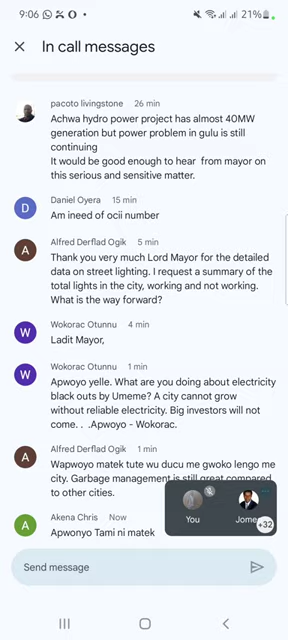 9:06
21%
In call messages
pacoto livingstone 26 min
Achwa hydro power project has almost 40MW
generation but power problem in gulu is still
continuing
It would be good enough to hear from mayor on
this serious and sensitive matter.
D
Daniel Oyera 15 min
Am ineed of ocii number
A
Alfred Derflad Ogik 5 min
Thank you very much Lord Mayor for the detailed
data on street lighting. I request a summary of the
total lights in the city, working and not working.
What is the way forward?
W
Wokorac Otunnu 4 min
Ladit Mayor,
W
Wokorac Otunnu 1 min
Apwoyo yelle. What are you doing about electricity
black outs by Umeme? A city cannot grow
without reliable electricity. Big investors will not
come. . .Apwoyo - Wokorac.
A
Alfred Derflad Ogik 1 min
Wapwoyo matek tute wu ducu me gwoko lengo me
city. Garbage management is still great compared
to other cities.
You
Jome
+32
A
Akena Chris Now
Apwonyo Tami ni matek
Send message